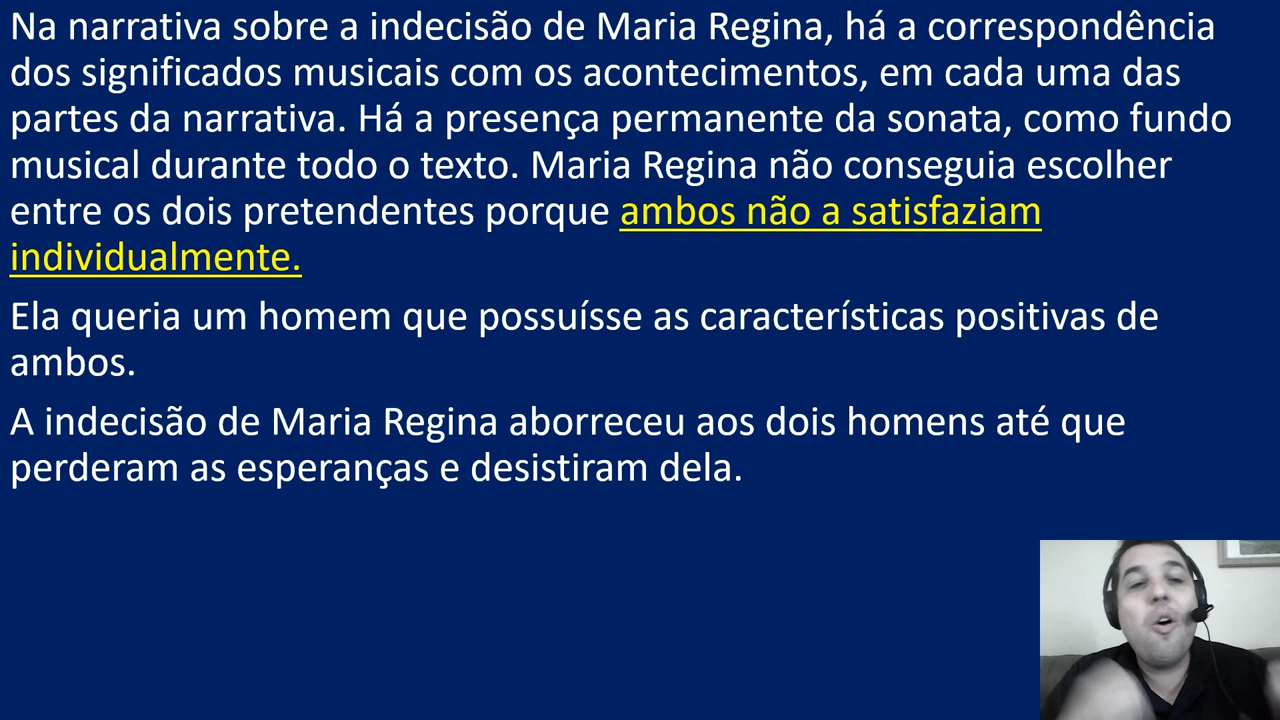 Na narrativa sobre a indecisão de Maria Regina, há a correspondência
dos significados musicais com os acontecimentos, em cada uma das
partes da narrativa. Há a presença permanente da sonata, como fundo
musical durante todo o texto. Maria Regina não conseguia escolher
entre os dois pretendentes porque ambos não a satisfaziam
individualmente.
Ela queria um homem que possuísse as características positivas de
ambos.
A indecisão de Maria Regina aborreceu aos dois homens até que
perderam as esperanças e desistiram dela.